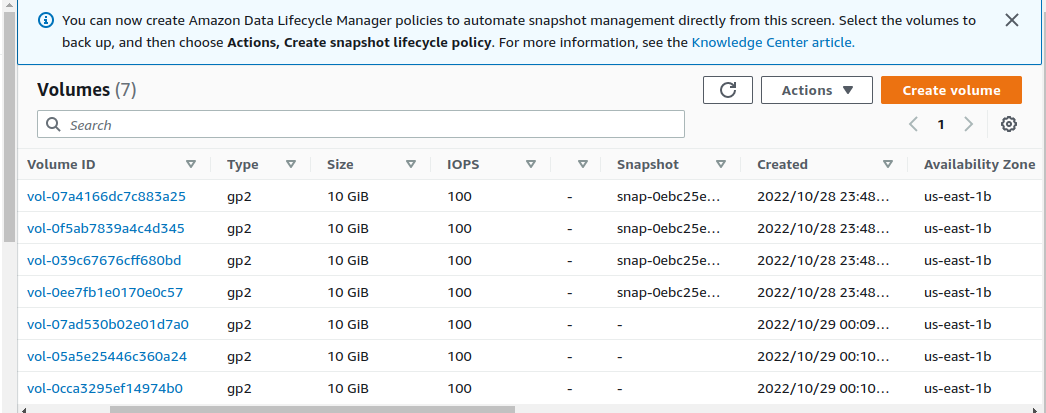 You can now create Amazon Data Lifecycle Manager policies to automate snapshot management directly from this screen. Select the volumes to
back up, and then choose Actions, Create snapshot lifecycle policy. For more information, see the Knowledge Center article.
Volumes (7) Actions Create volume
Search 1
Volume ID Type Size IOPS Snapshot Created Availability Zone
vol-07a4166dc7c883a25 gp2 10 GiB 100 - snap-0ebc25e... 2022/10/28 23:48... us-east-1b
vol-0f5ab7839a4c4d345 gp2 10 GiB 100 - snap-0ebc25e... 2022/10/28 23:48... us-east-1b
vol-039c67676cff680bd gp2 10 GiB 100 - snap-0ebc25e... 2022/10/28 23:48... us-east-1b
vol-0ee7fb1e0170e0c57 gp2 10 GiB 100 - snap-0ebc25e... 2022/10/28 23:48... us-east-1b
vol-07ad530b02e01d7a0 gp2 10 GiB 100 - - 2022/10/29 00:09... us-east-1b
vol-05a5e25446c360a24 gp2 10 GiB 100 - - 2022/10/29 00:10... us-east-1b
vol-0cca3295ef14974b0 gp2 10 GiB 100 - - 2022/10/29 00:10... us-east-1b